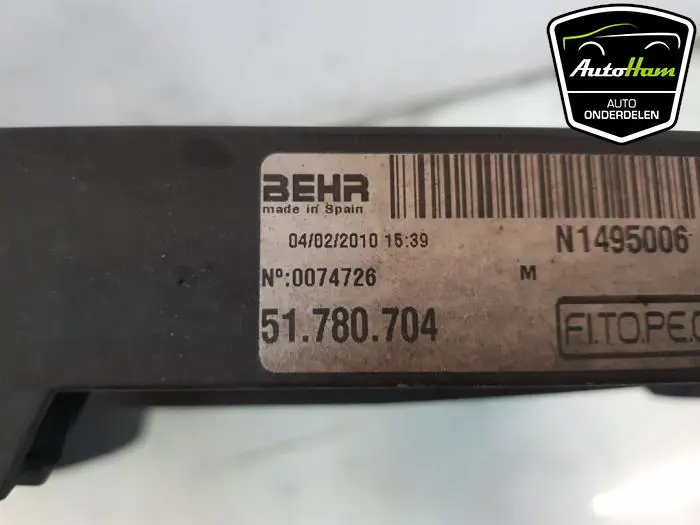 AutoHam
AUTO
ONDERDELEN
BEHR
made in Spain
04/02/2010 15:39
N1495006
Nº:0074726
M
51.780.704
FI.TO.PE.